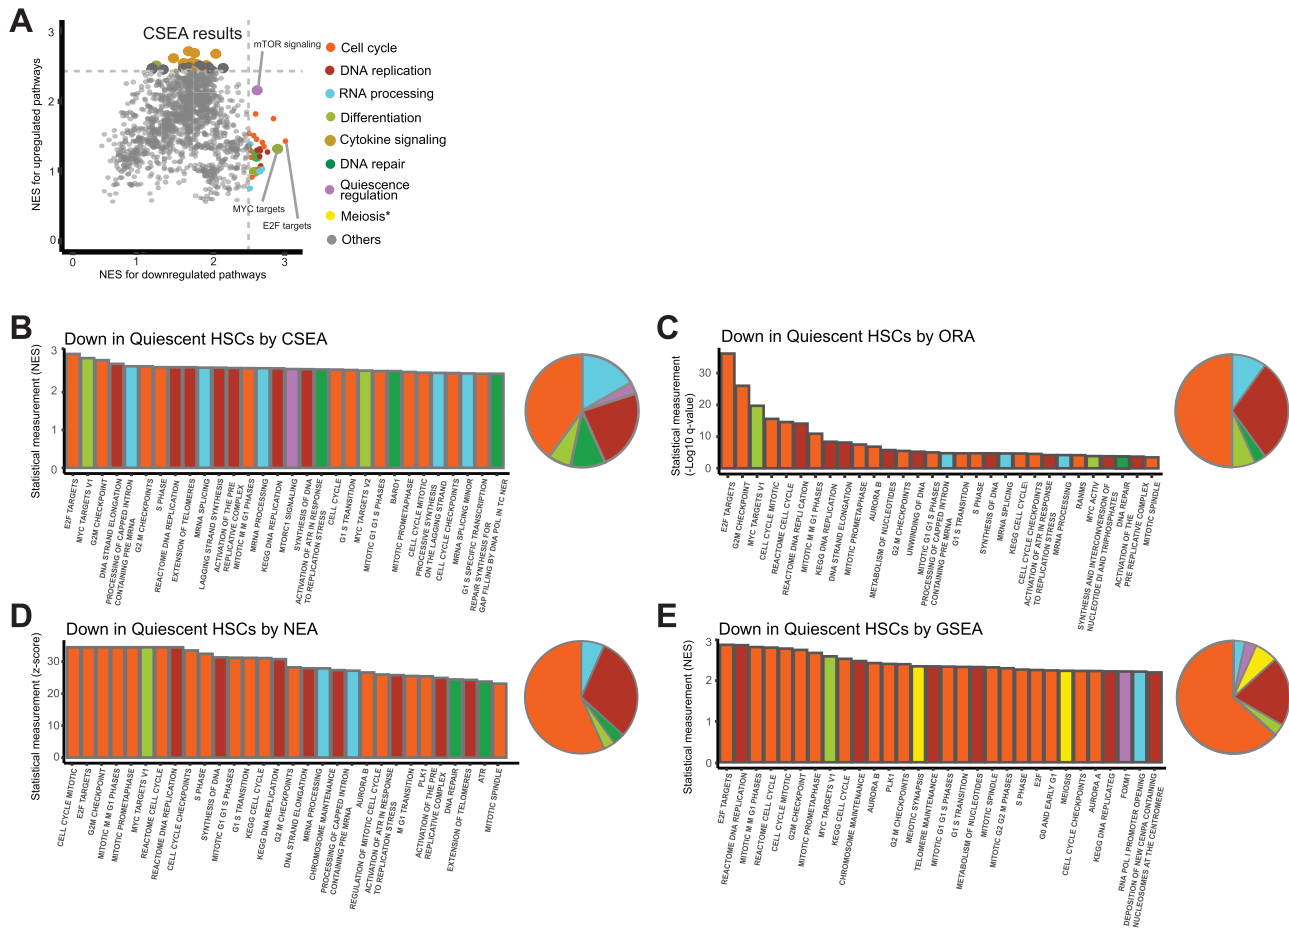 A
CSEA results
mTOR signaling
NES for upregulated pathways
3
2
1
0
0
1
2
3
NES for downregulated pathways
MYC targets
E2F targets
Cell cycle
DNA replication
RNA processing
Differentiation
Cytokine signaling
DNA repair
Quiescence
regulation
Meiosis*
Others
B
Down in Quiescent HSCs by CSEA
Statistical measurement (NES)
3
2
1
0
E2F TARGETS
MYC TARGETS V1
G2M CHECKPOINT
DNA STRAND ELONGATION
PROCESSING OF CAPPED INTRON
CONTAINING PRE MRNA
G2 M CHECKPOINTS
S PHASE
REACTOME DNA REPLICATION
EXTENSION OF TELOMERES
MRNA SPLICING
LAGGING STRAND SYNTHESIS
ACTIVATION OF THE PRE
REPLICATIVE COMPLEX
MITOTIC M M G1 PHASES
MRNA PROCESSING
KEGG DNA REPLICATION
MTORC1 SIGNALING
SYNTHESIS OF DNA
ACTIVATION OF ATR IN RESPONSE
TO REPLICATION STRESS
CELL CYCLE
G1 S TRANSITION
MYC TARGETS V2
MITOTIC G1 G1 S PHASES
BARD1
MITOTIC PROMETAPHASE
CELL CYCLE MITOTIC
PROCESSIVE SYNTHESIS
ON THE LAGGING STRAND
CELL CYCLE CHECKPOINTS
MRNA SPLICING MINOR
G1 S SPECIFIC TRANSCRIPTION
REPAIR SYNTHESIS FOR
GAP FILLING BY DNA POL IN TC NER
C
Down in Quiescent HSCs by ORA
Statistical measurement
(-Log10 q-value)
30
20
10
0
E2F TARGETS
G2M CHECKPOINT
MYC TARGETS V1
CELL CYCLE MITOTIC
REACTOME CELL CYCLE
REACTOME DNA REPLICATION
MITOTIC M M G1 PHASES
KEGG DNA REPLICATION
DNA STRAND ELONGATION
MITOTIC PROMETAPHASE
AURORA B
METABOLISM OF NUCLEOTIDES
G2 M CHECKPOINTS
UNWINDING OF DNA
MITOTIC G1 G1 S PHASES
PROCESSING OF CAPPED INTRON
CONTAINING PRE MRNA
G1 S TRANSITION
S PHASE
SYNTHESIS OF DNA
MRNA SPLICING
KEGG CELL CYCLE\
CELL CYCLE CHECKPOINTS
ACTIVATION OF ATR IN RESPONSE
TO REPLICATION STRESS
MRNA PROCESSING
MANMS
MYC ACTIV
SYNTHESIS AND INTERCONVERSION OF
NUCLEOTIDE DI AND TRIPHOSPHATES
DNA REPAIR
ACTIVATION OF THE
PRE REPLICATIVE COMPLEX
MITOTIC SPINDLE
D
Down in Quiescent HSCs by NEA
Statistical measurement (z-score)
30
20
10
0
CELL CYCLE MITOTIC
E2F TARGETS
G2M CHECKPOINT
MITOTIC M M G1 PHASES
MITOTIC PROMETAPHASE
MYC TARGETS V1
REACTOME CELL CYCLE
REACTOME DNA REPLICATION
CELL CYCLE CHECKPOINTS
S PHASE
SYNTHESIS OF DNA
MITOTIC G1 G1 S PHASES
G1 S TRANSITION
KEGG CELL CYCLE
KEGG DNA REPLICATION
G2 M CHECKPOINTS
DNA STRAND ELONGATION
MRNA PROCESSING
CHROMOSOME MAINTENANCE
PROCESSING OF CAPPED INTRON
CONTAINING PRE MRNA
AURORA B
REGULATION OF MITOTIC CELL CYCLE
ACTIVATION OF ATR IN RESPONSE
TO REPLICATION STRESS
M G1 TRANSITION
PLK1
ACTIVATION OF THE PRE
REPLICATIVE COMPLEX
DNA REPAIR
EXTENSION OF TELOMERES
ATR
MITOTIC SPINDLE
E
Down in Quiescent HSCs by GSEA
Statistical measurement (NES)
3
2
1
0
E2F TARGETS
REACTOME DNA REPLICATION
MITOTIC M M G1 PHASES
REACTOME CELL CYCLE
CELL CYCLE MITOTIC
G2M CHECKPOINT
MITOTIC PROMETAPHASE
MYC TARGETS V1
KEGG CELL CYCLE
CHROMOSOME MAINTENANCE
AURORA B
PLK1
G2 M CHECKPOINTS
MEIOTIC SYNAPSIS
TELOMERE MAINTENANCE
MITOTIC G1 G1 S PHASES
G1 S TRANSITION
METABOLISM OF NUCLEOTIDES
MITOTIC SPINDLE
MITOTIC G2 G2 M PHASES
S PHASE
E2F
G0 AND EARLY G1
MEIOSIS
CELL CYCLE CHECKPOINTS
AURORA A
KEGG DNA REPLICATI
FOXM1
RNA POL I PROMOTER OPENING
DEPOSITION OF NEW CENPA CONTAINING
NUCLEOSOMES AT THE CENTROMERE